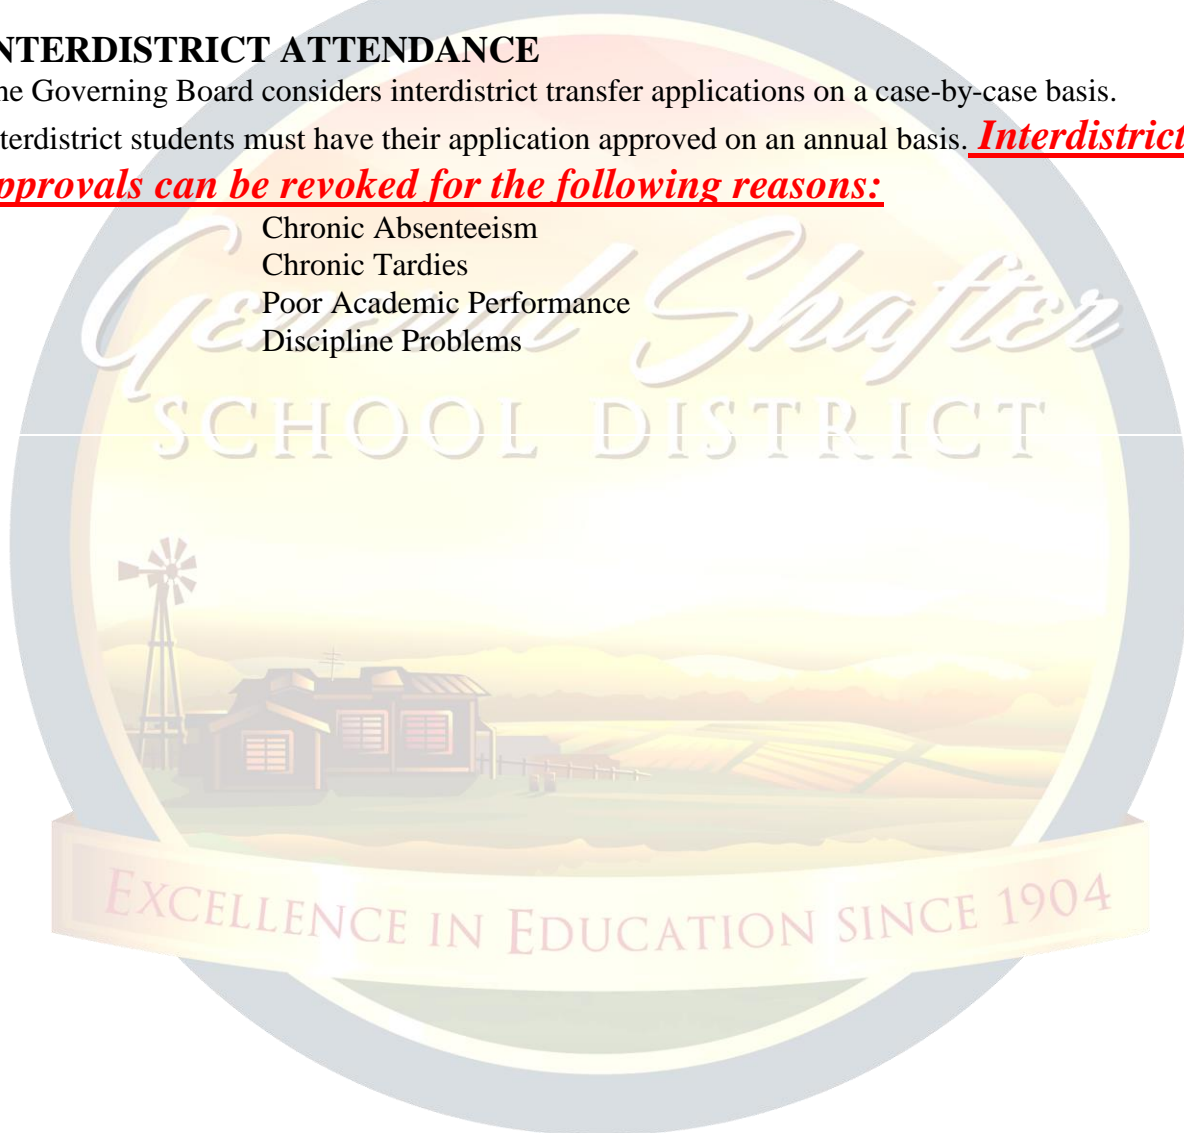 NTERDISTRICT ATTENDANCE
he Governing Board considers interdistrict transfer applications on a case-by-case basis.
terdistrict students must have their application approved on an annual basis. Interdistrict
pprovals can be revoked for the following reasons:
Chronic Absenteeism
Chronic Tardies
Poor Academic Performance
Discipline Problems
General Shafter
SCHOOL DISTRICT
EXCELLENCE IN EDUCATION SINCE 1904